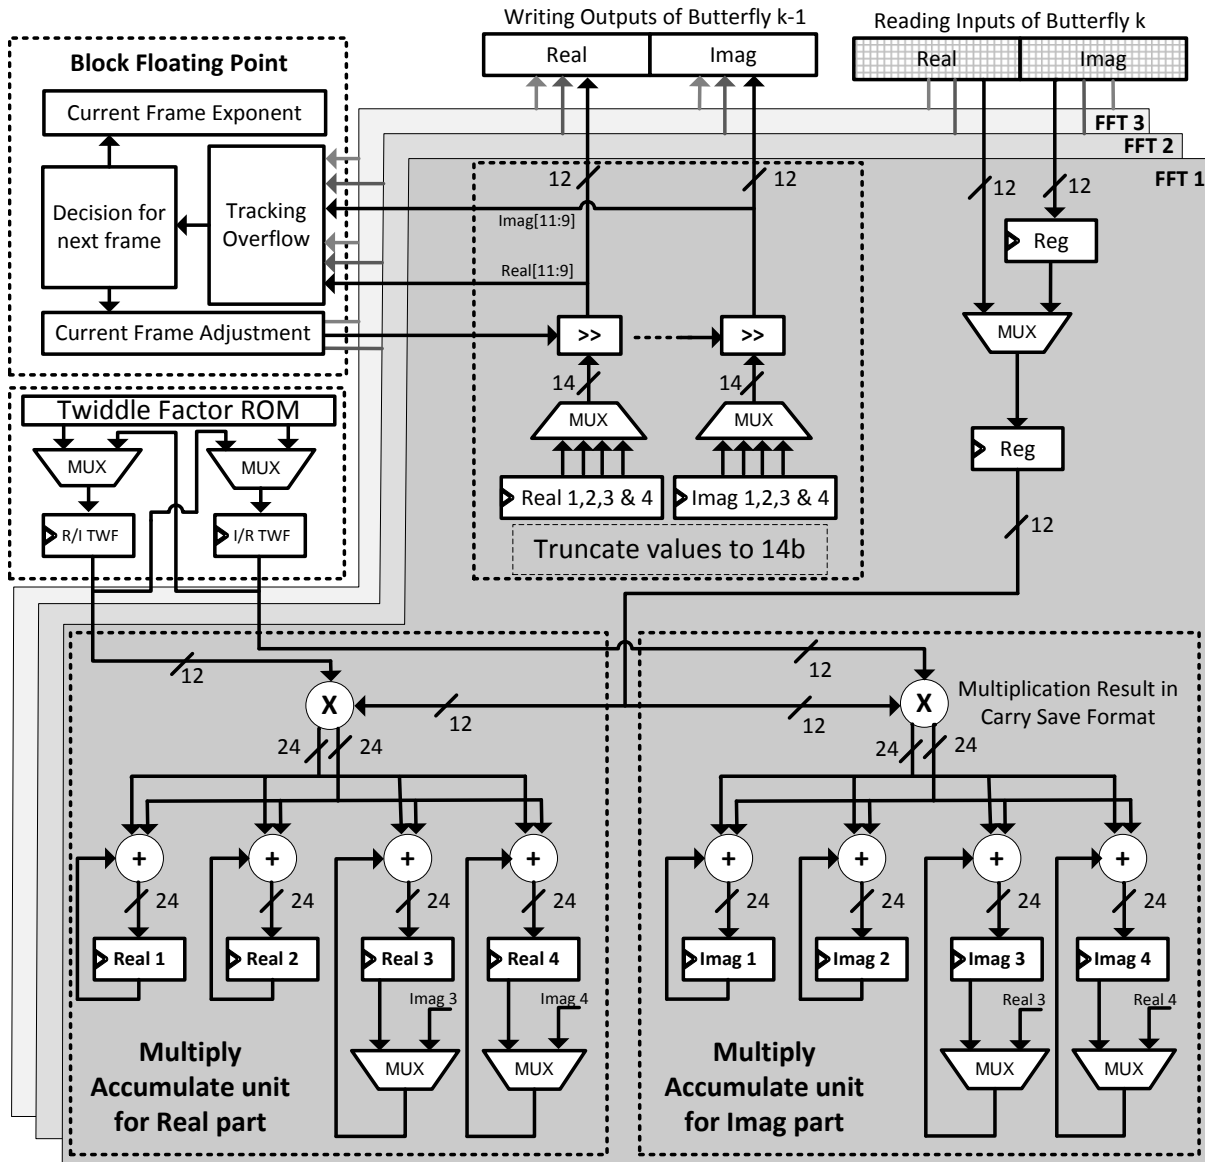 Writing Outputs of Butterfly k-1
Reading Inputs of Butterfly k
Real
Imag
Real
Imag
Block Floating Point
Current Frame Exponent
Decision for
next frame
Tracking
Overflow
Current Frame Adjustment
FFT 3
FFT 2
FFT 1
12
12
12
12
Imag[11:9]
Real[11:9]
Reg
MUX
>>
>>
14
14
MUX
MUX
Real 1,2,3 & 4
Imag 1,2,3 & 4
Truncate values to 14b
Reg
12
Twiddle Factor ROM
MUX
MUX
R/I TWF
I/R TWF
12
12
X
X
12
12
Multiplication Result in
Carry Save Format
24
24
24
24
+
+
+
+
+
+
+
+
24
24
24
24
24
24
24
24
Real 1
Real 2
Real 3
Real 4
Imag 1
Imag 2
Imag 3
Imag 4
Imag 3
Imag 4
Real 3
Real 4
MUX
MUX
MUX
MUX
Multiply
Accumulate unit
for Real part
Multiply
Accumulate unit
for Imag part